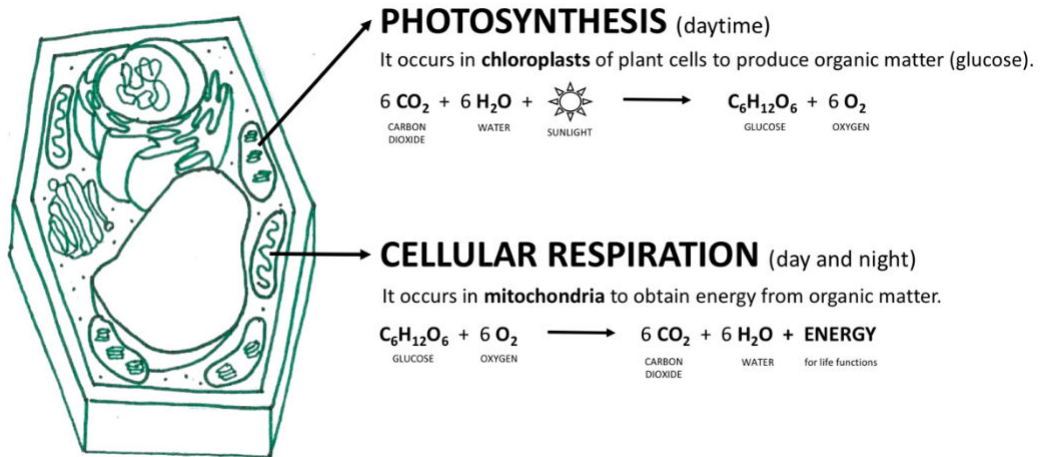 PHOTOSYNTHESIS (daytime)
It occurs in chloroplasts of plant cells to produce organic matter (glucose).
6 CO₂ + 6 H₂O + → C₆H₁₂O₆ + 6 O₂
CARBON DIOXIDE WATER SUNLIGHT GLUCOSE OXYGEN
CELLULAR RESPIRATION (day and night)
It occurs in mitochondria to obtain energy from organic matter.
C₆H₁₂O₆ + 6 O₂ → 6 CO₂ + 6 H₂O + ENERGY
GLUCOSE OXYGEN CARBON DIOXIDE WATER for life functions